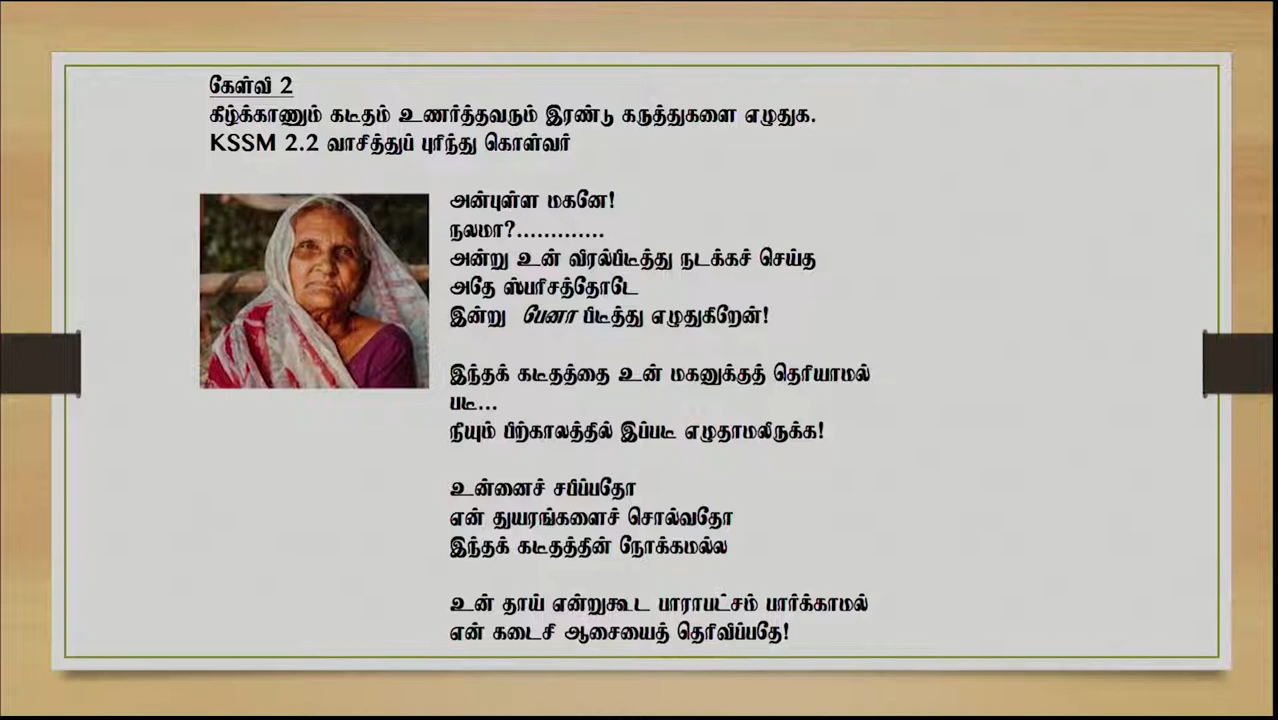 கேள்வி 2
கீழ்க்காணும் கடிதம் உணர்த்தவரும் இரண்டு கருத்துகளை எழுதுக.
KSSM 2.2 வாசித்துப் புரிந்து கொள்வர்
அன்புள்ள மகனே!
நலமா?.............
அன்று உன் விரல்பிடித்து நடக்கச் செய்த
அதே ஸ்பரிசத்தோடே
இன்று பேனா பிடித்து எழுதுகிறேன்!
இந்தக் கடிதத்தை உன் மகனுக்குத் தெரியாமல்
படி...
நீயும் பிற்காலத்தில் இப்படி எழுதாமலிருக்க!
உன்னைச் சபிப்பதோ
என் துயரங்களைச் சொல்வதோ
இந்தக் கடிதத்தின் நோக்கமல்ல
உன் தாய் என்றுகூட பாராபட்சம் பார்க்காமல்
என் கடைசி ஆசையைத் தெரிவிப்பதே!